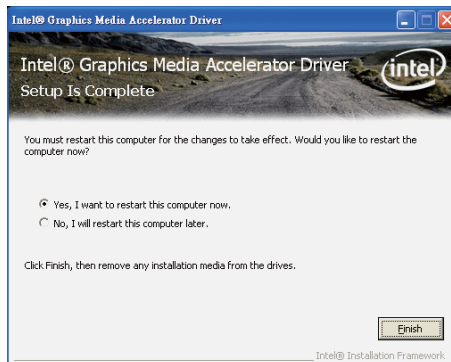 Intel® Graphics Media Accelerator Driver
Intel® Graphics Media Accelerator Driver
intel
Setup Is Complete
You must restart this computer for the changes to take effect. Would you like to restart the
computer now?
Yes, I want to restart this computer now.
No, I will restart this computer later.
Click Finish, then remove any installation media from the drives.
Finish
Intel® Installation Framework